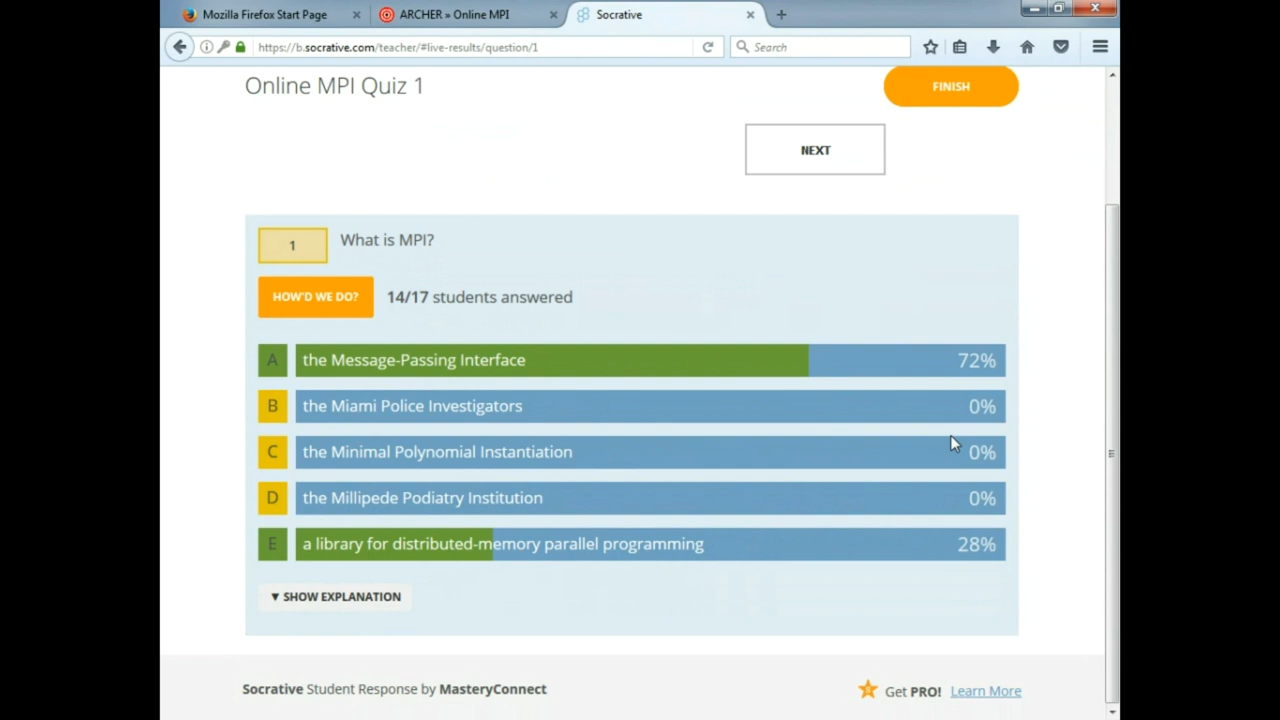 Mozilla Firefox Start Page
ARCHER » Online MPI
Socrative
https://b.socrative.com/teacher/#live-results/question/1
Search
Online MPI Quiz 1
FINISH
NEXT
1 What is MPI?
HOW'D WE DO? 14/17 students answered
A the Message-Passing Interface 72%
B the Miami Police Investigators 0%
C the Minimal Polynomial Instantiation 0%
D the Millipede Podiatry Institution 0%
E a library for distributed-memory parallel programming 28%
▼ SHOW EXPLANATION
Socrative Student Response by MasteryConnect
Get PRO! Learn More